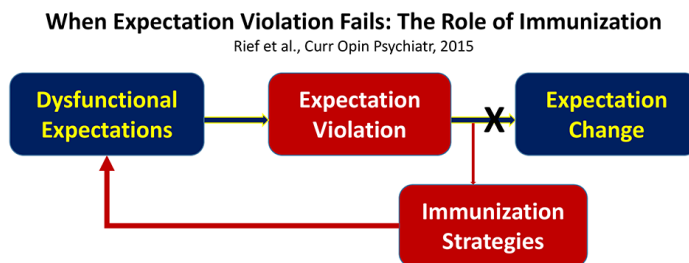 When Expectation Violation Fails: The Role of Immunization
Rief et al., Curr Opin Psychiatr, 2015
Dysfunctional
Expectations
Expectation
Violation
X
Expectation
Change
Immunization
Strategies